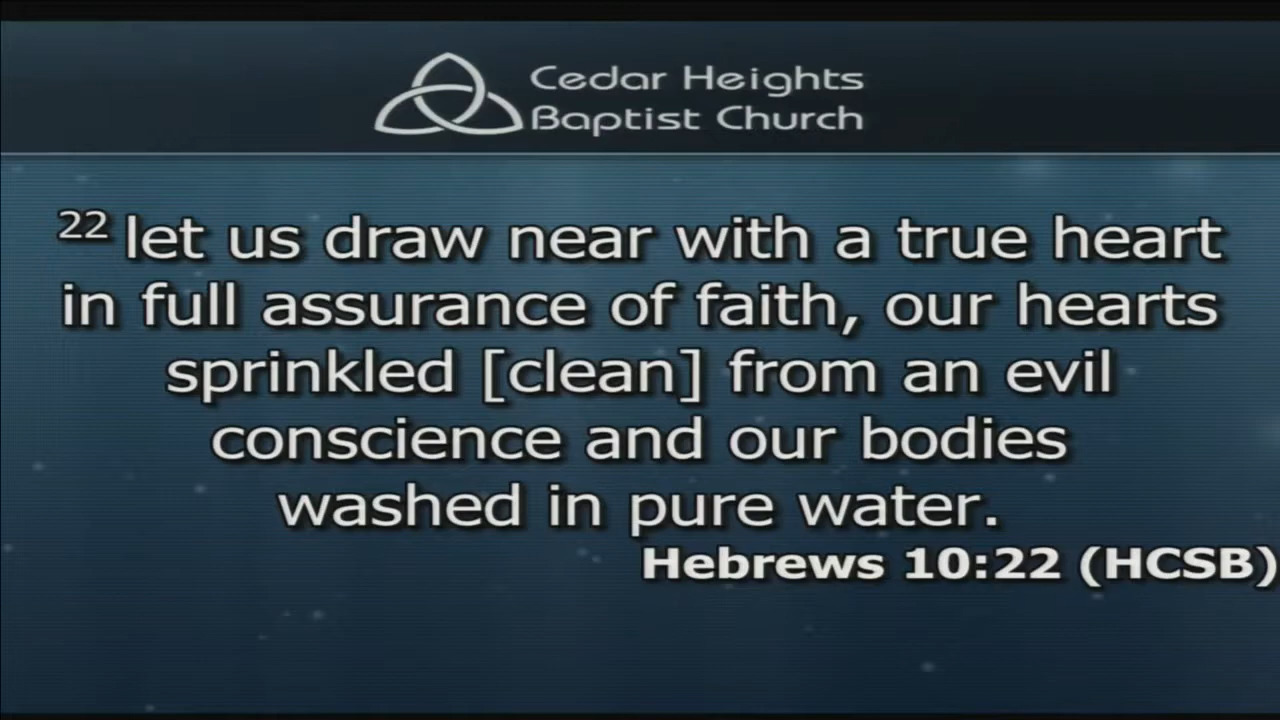 Cedar Heights
Baptist Church
22 let us draw near with a true heart
in full assurance of faith, our hearts
sprinkled [clean] from an evil
conscience and our bodies
washed in pure water.
Hebrews 10:22 (HCSB)